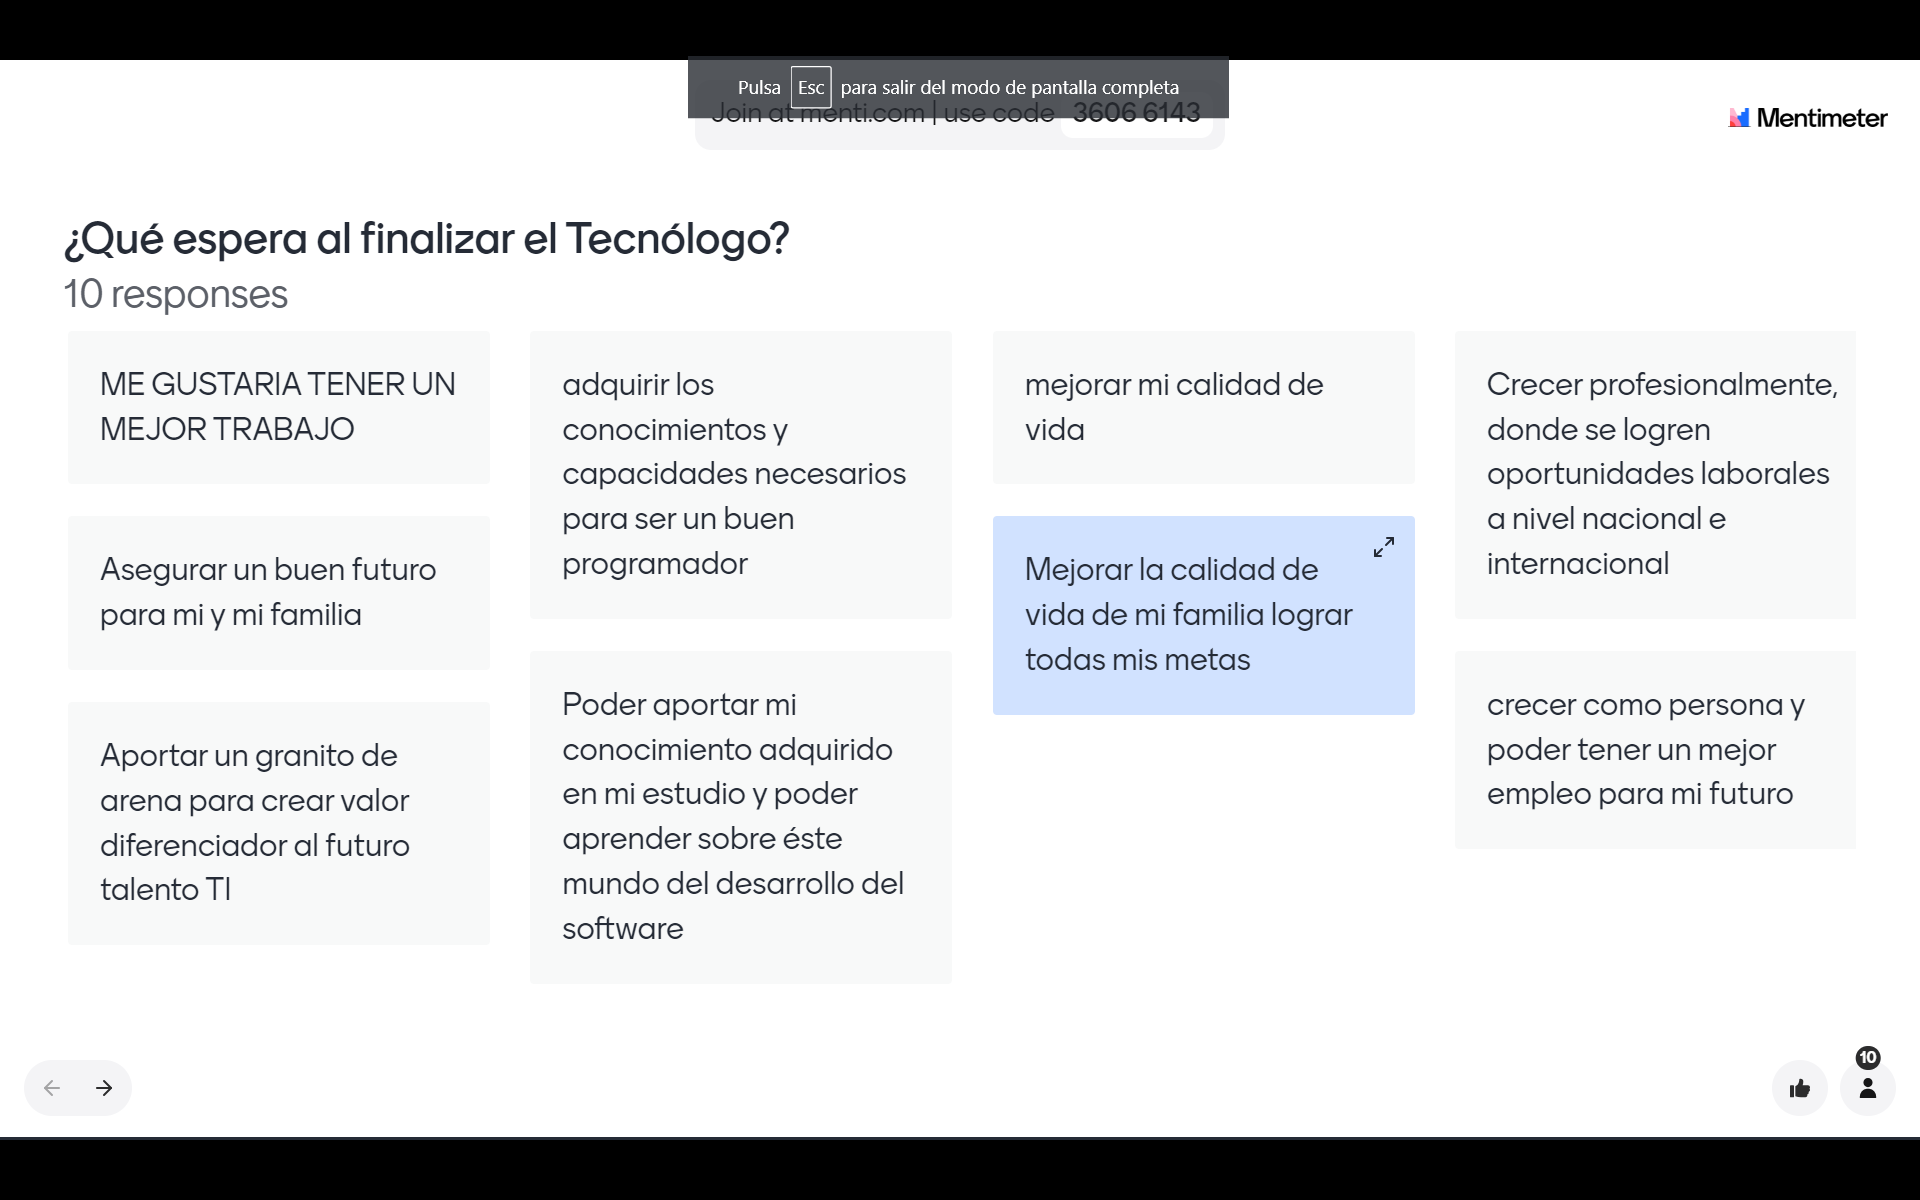 Pulsa Esc para salir del modo de pantalla completa
Join at menti.com | use code 3606 6143
Mentimeter
¿Qué espera al finalizar el Tecnólogo?
10 responses
ME GUSTARIA TENER UN
MEJOR TRABAJO
Asegurar un buen futuro
para mi y mi familia
Aportar un granito de
arena para crear valor
diferenciador al futuro
talento TI
adquirir los
conocimientos y
capacidades necesarios
para ser un buen
programador
Poder aportar mi
conocimiento adquirido
en mi estudio y poder
aprender sobre éste
mundo del desarrollo del
software
mejorar mi calidad de
vida
Mejorar la calidad de
vida de mi familia lograr
todas mis metas
Crecer profesionalmente,
donde se logren
oportunidades laborales
a nivel nacional e
internacional
crecer como persona y
poder tener un mejor
empleo para mi futuro
10